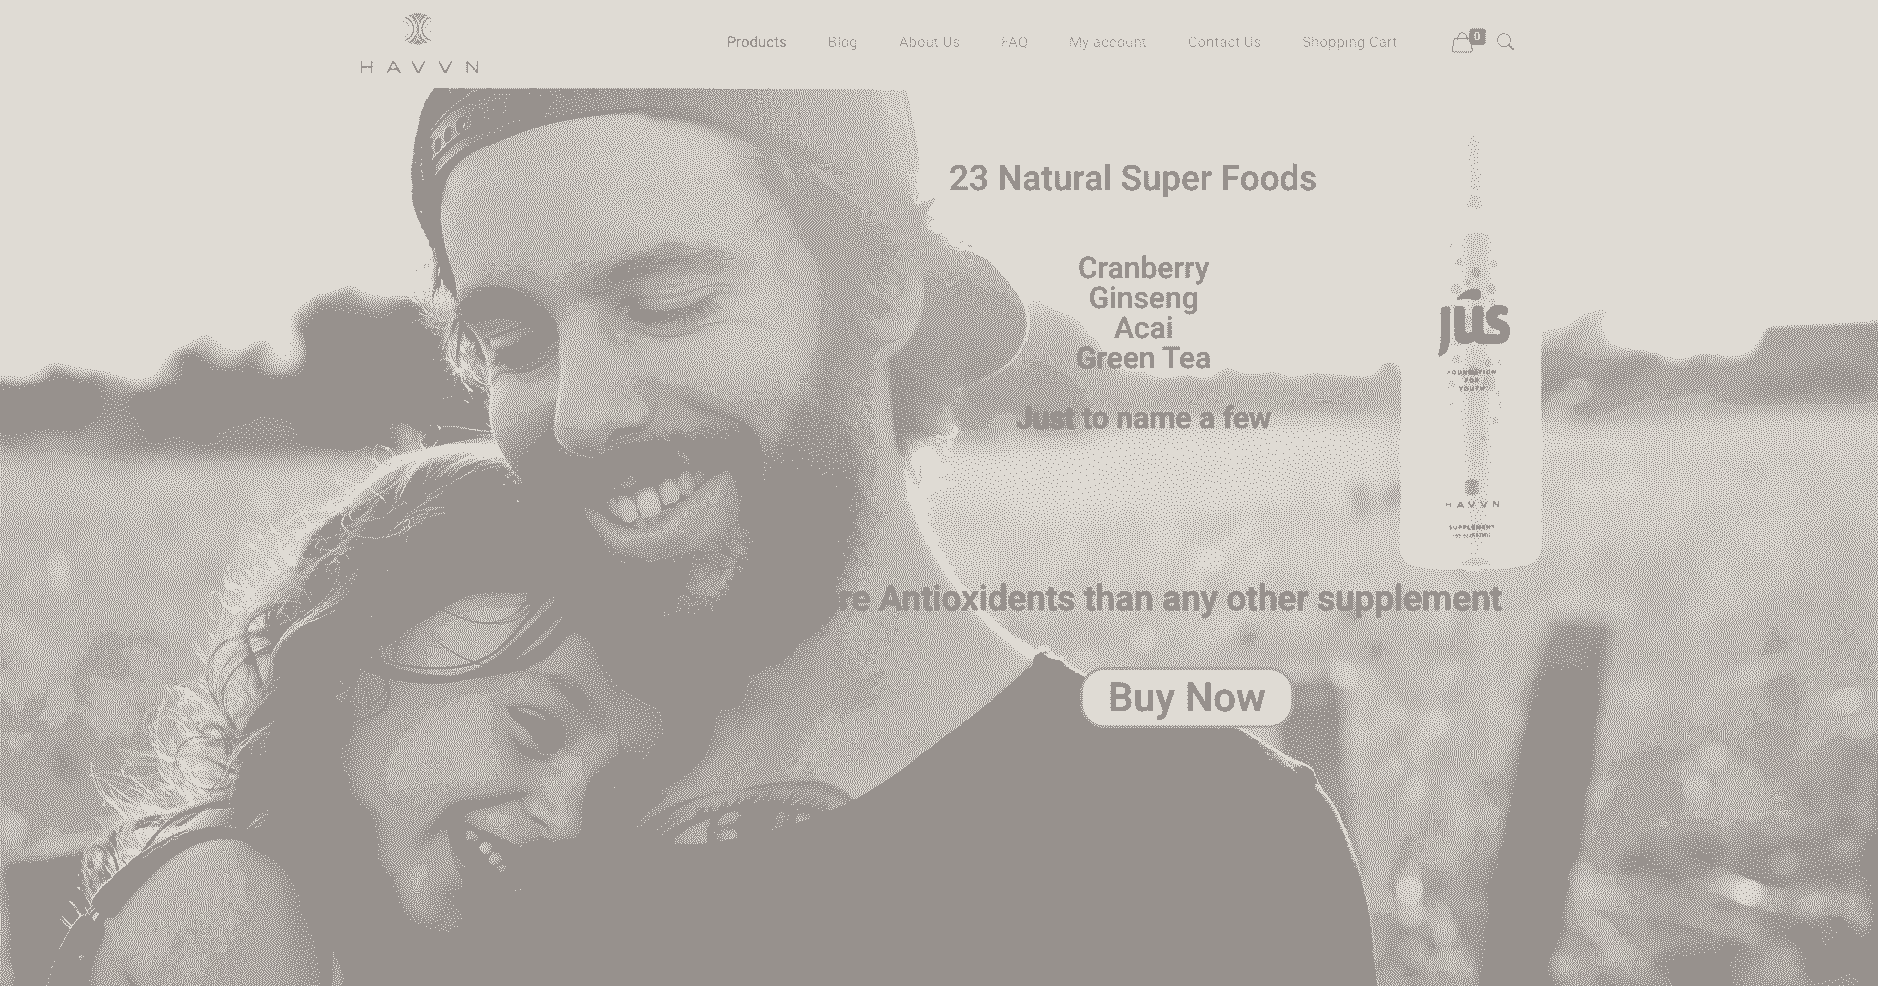 HAVVN
Products Blog About Us FAQ My account Contact Us Shopping Cart 0
23 Natural Super Foods
Cranberry
Ginseng
Acai
Green Tea
Just to name a few
jus
FOUNDATION
FOR
YOUTH
HAVVN
SUPPLEMENT
re Antioxidents than any other supplement
Buy Now